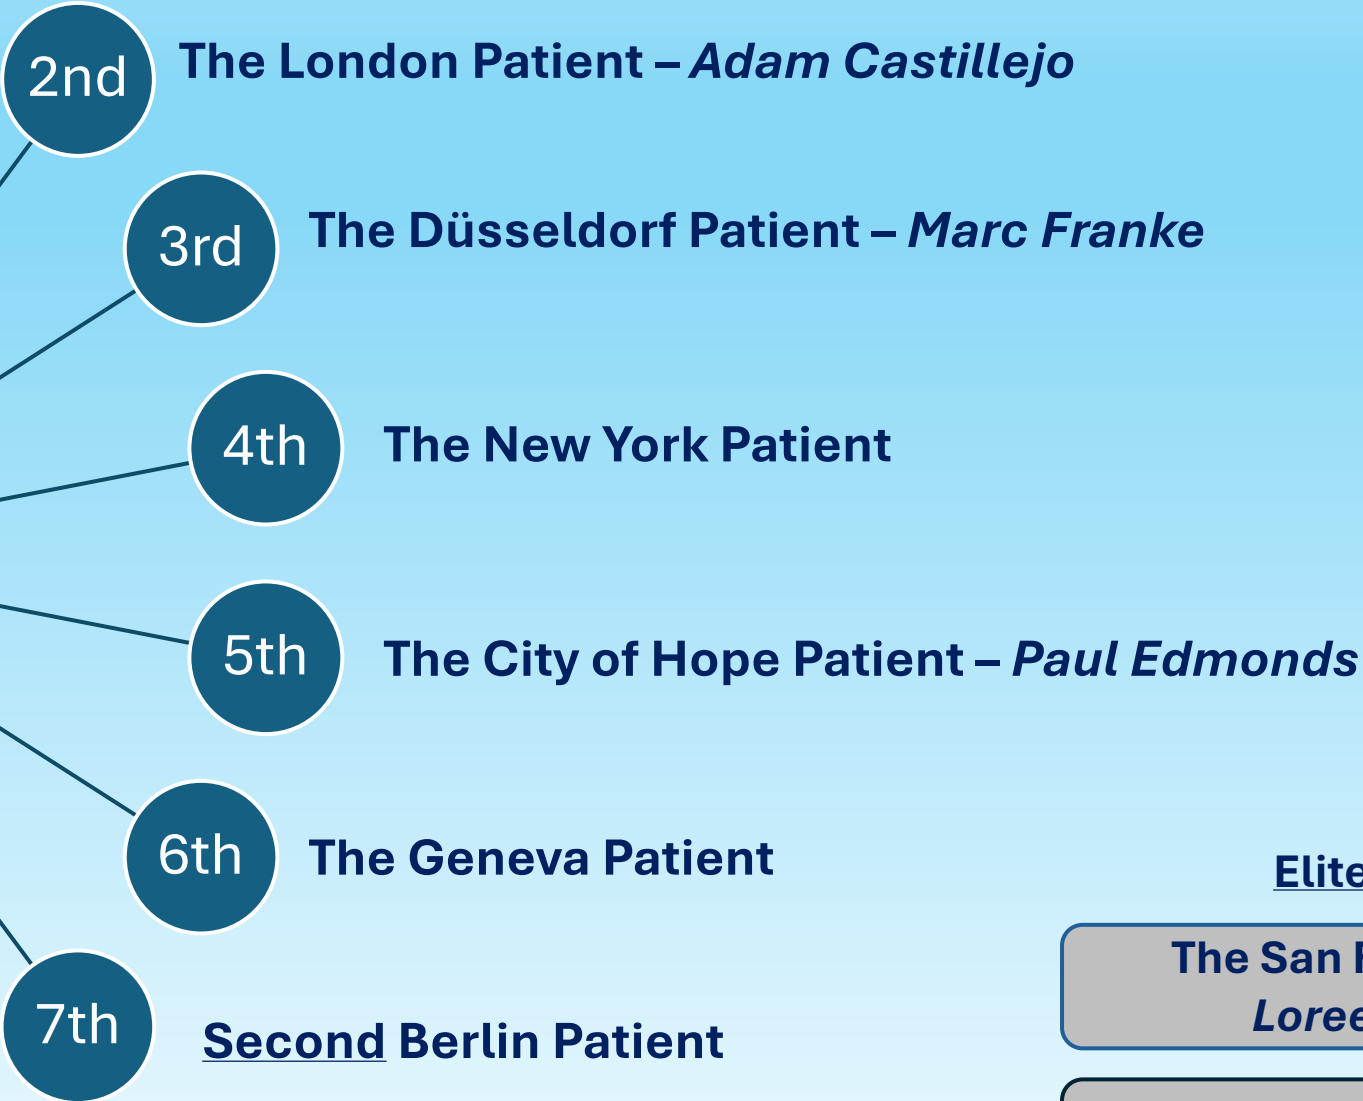 2nd The London Patient – Adam Castillejo
3rd The Düsseldorf Patient – Marc Franke
4th The New York Patient
5th The City of Hope Patient – Paul Edmonds
6th The Geneva Patient
Elite
The San
Loree
7th Second Berlin Patient